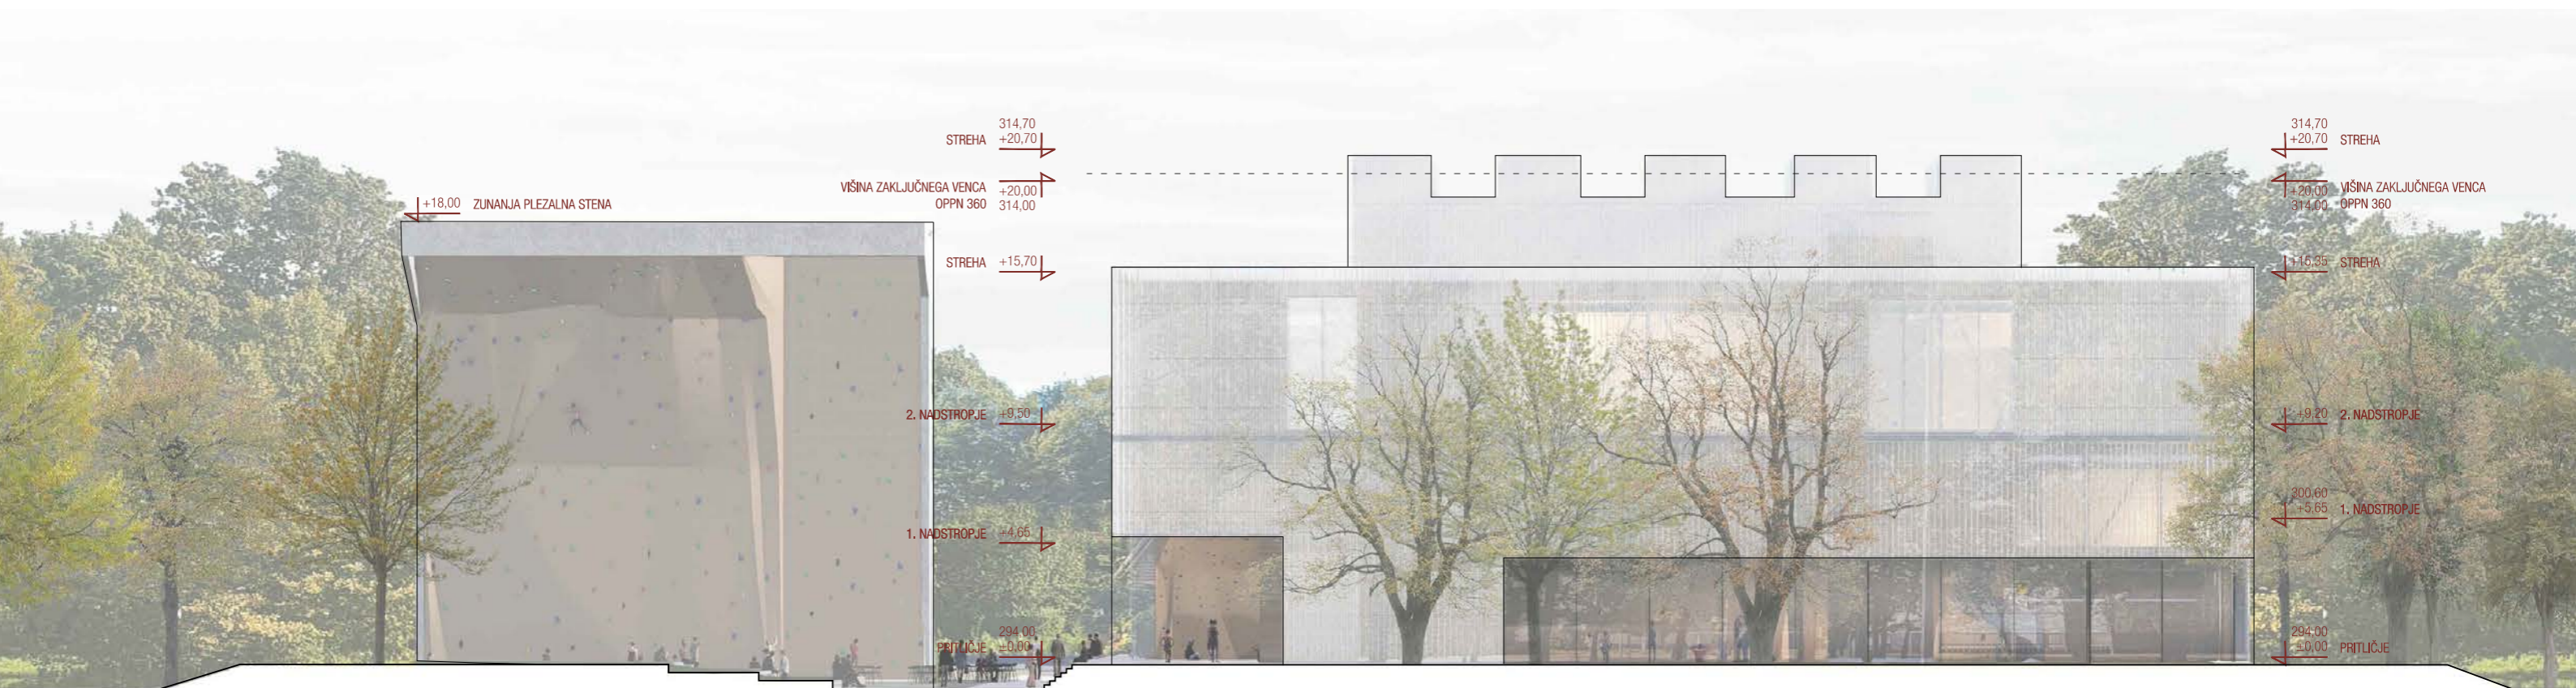 +18,00 ZUNANJA PLEZALNA STENA
314,70
STREHA +20,70
VIŠINA ZAKLJUČNEGA VENCA +20,00
OPPN 360 314,00
STREHA +15,70
2. NADSTROPJE +9,50
1. NADSTROPJE +4,65
294,00
PRITLIČJE ±0,00
314,70
+20,70 STREHA
+20,00 VIŠINA ZAKLJUČNEGA VENCA
314,00 OPPN 360
+15,35 STREHA
+9,20 2. NADSTROPJE
300,60
+5,65 1. NADSTROPJE
294,00
±0,00 PRITLIČJE